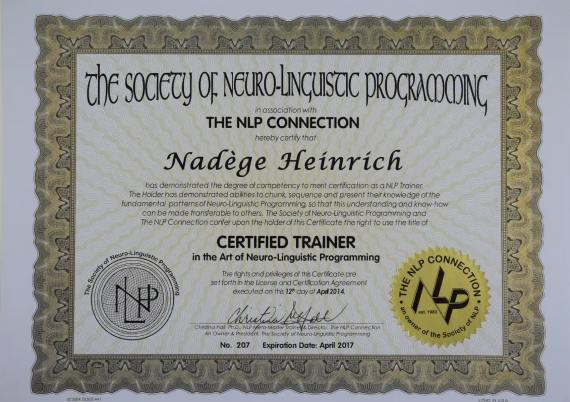 The Society of Neuro-Linguistic Programming
in association with
THE NLP CONNECTION
hereby certify that
Nadège Heinrich
has demonstrated the degree of competency to merit certification as a NLP Trainer.
The Holder has demonstrated abilities to chunk, sequence and present their knowledge of the
fundamental patterns of Neuro-Linguistic Programming, so that this understanding and know-how
can be made transferable to others. The Society of Neuro-Linguistic Programming and
The NLP Connection confer upon the holder of this Certificate the right to use the title of
CERTIFIED TRAINER
in the Art of Neuro-Linguistic Programming
The rights and privileges of this Certificate are
set forth in the License and Certification Agreement
executed on this 12th day of April 2014.
The Society of Neuro-Linguistic Programming
NLP
THE NLP CONNECTION
est. 1983
NLP
an owner of the Society of NLP
Christina Hall
Christina Hall, Ph.D., NLP Meta-Master Trainer & Director, The NLP Connection
An Owner & President, The Society of Neuro-Linguistic Programming
No. 207 Expiration Date: April 2017
LITHO. IN U.S.A.